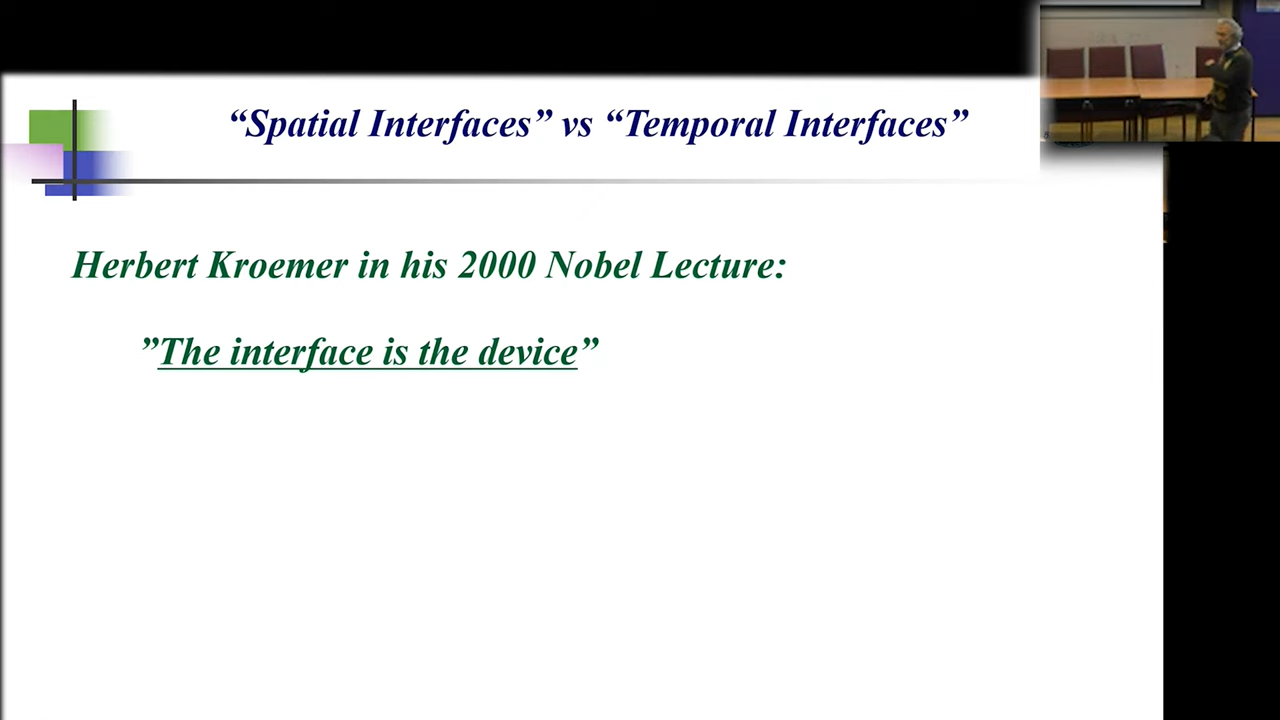 “Spatial Interfaces” vs “Temporal Interfaces”
Herbert Kroemer in his 2000 Nobel Lecture:
”The interface is the device”